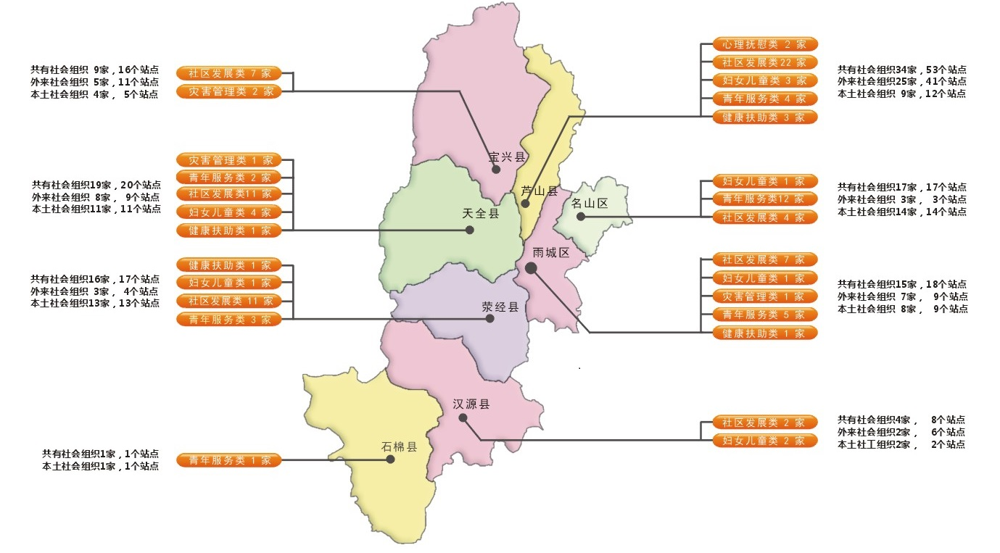 共有社会组织 9家，16个站点
外来社会组织 5家，11个站点
本土社会组织 4家， 5个站点
社区发展类 7 家
灾害管理类 2 家
宝兴县
心理抚慰类 2 家
社区发展类22 家
妇女儿童类 3 家
青年服务类 4 家
健康扶助类 3 家
共有社会组织34家，53个站点
外来社会组织25家，41个站点
本土社会组织 9家，12个站点
芦山县
共有社会组织19家，20个站点
外来社会组织 8家， 9个站点
本土社会组织11家，11个站点
灾害管理类 1 家
青年服务类 2 家
社区发展类11 家
妇女儿童类 4 家
健康扶助类 1 家
天全县
妇女儿童类 1 家
青年服务类12 家
社区发展类 4 家
共有社会组织17家，17个站点
外来社会组织 3家， 3个站点
本土社会组织14家，14个站点
名山区
雨城区
共有社会组织16家，17个站点
外来社会组织 3家， 4个站点
本土社会组织13家，13个站点
健康扶助类 1 家
妇女儿童类 1 家
社区发展类 11 家
青年服务类 3 家
荥经县
社区发展类 7 家
妇女儿童类 1 家
灾害管理类 1 家
青年服务类 5 家
健康扶助类 1 家
共有社会组织15家，18个站点
外来社会组织 7家， 9个站点
本土社会组织 8家， 9个站点
汉源县
社区发展类 2 家
妇女儿童类 2 家
共有社会组织4家， 8个站点
外来社会组织2家， 6个站点
本土社工组织2家， 2个站点
石棉县
共有社会组织1家，1个站点
本土社会组织1家，1个站点
青年服务类 1 家